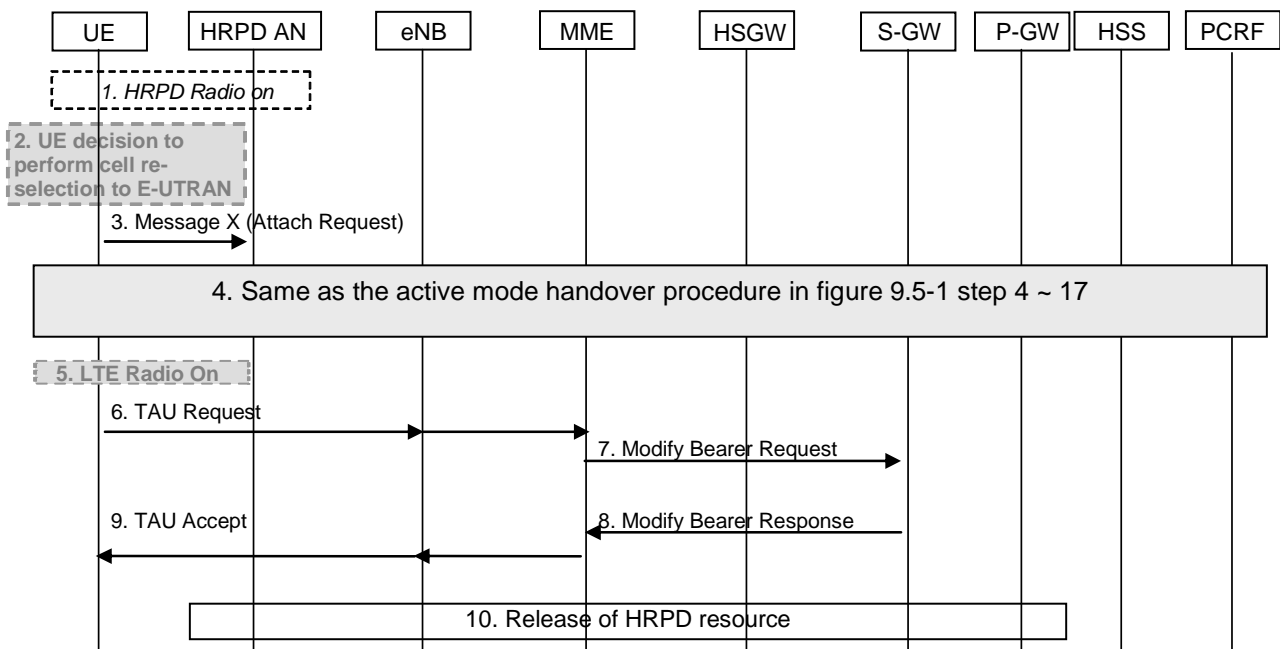 UE
HRPD AN
eNB
MME
HSGW
S-GW
P-GW
HSS
PCRF
1. HRPD Radio on
2. UE decision to
perform cell re-
selection to E-UTRAN
3. Message X (Attach Request)
4. Same as the active mode handover procedure in figure 9.5-1 step 4 ~ 17
5. LTE Radio On
6. TAU Request
7. Modify Bearer Request
9. TAU Accept
8. Modify Bearer Response
10. Release of HRPD resource